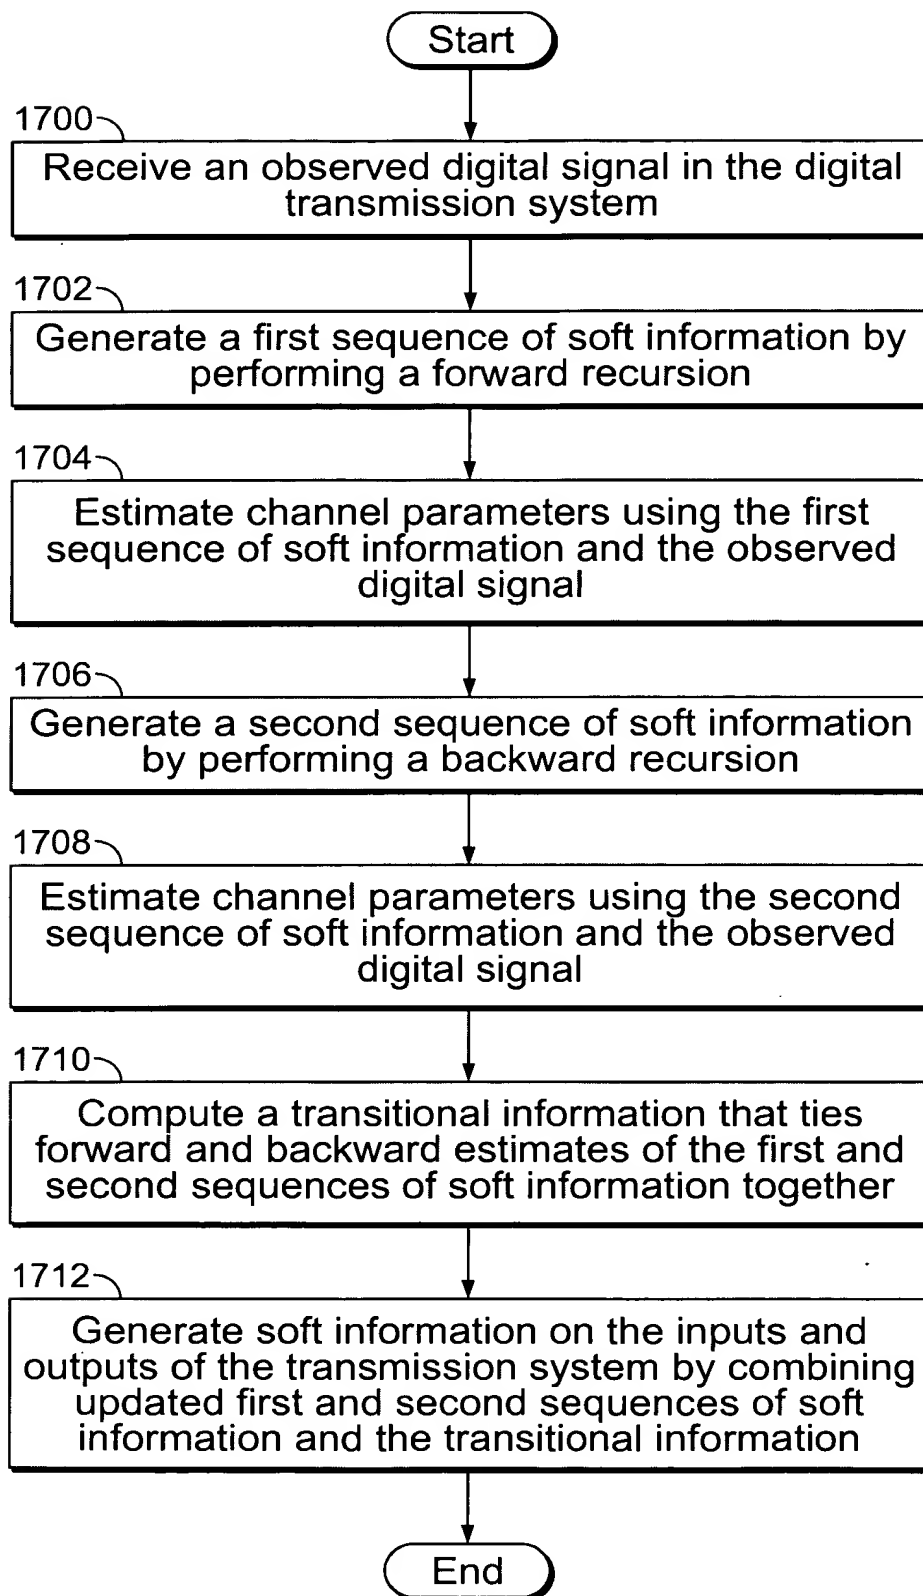 Start
1700
Receive an observed digital signal in the digital
transmission system
1702
Generate a first sequence of soft information by
performing a forward recursion
1704
Estimate channel parameters using the first
sequence of soft information and the observed
digital signal
1706
Generate a second sequence of soft information
by performing a backward recursion
1708
Estimate channel parameters using the second
sequence of soft information and the observed
digital signal
1710
Compute a transitional information that ties
forward and backward estimates of the first and
second sequences of soft information together
1712
Generate soft information on the inputs and
outputs of the transmission system by combining
updated first and second sequences of soft
information and the transitional information
End